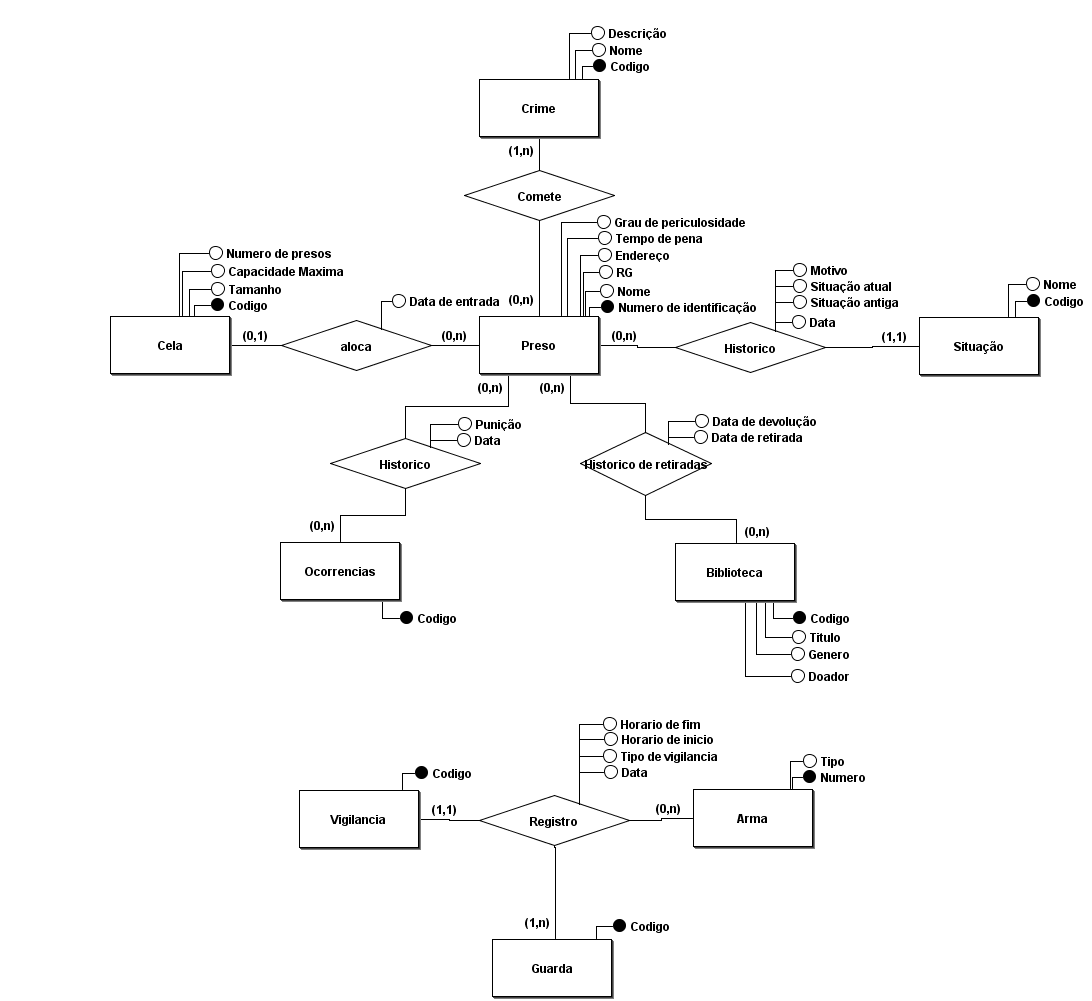 Descrição
Nome
Codigo
Crime
(1,n)
Comete
Grau de periculosidade
Tempo de pena
Endereço
RG
Nome
Numero de identificação
(0,n)
Numero de presos
Capacidade Maxima
Tamanho
Codigo
Cela
(0,1)
Data de entrada
aloca
(0,n)
Preso
(0,n)
Motivo
Situação atual
Situação antiga
Data
Historico
(1,1)
Nome
Codigo
Situação
(0,n)
(0,n)
Punição
Data
Historico
(0,n)
Ocorrencias
Codigo
Data de devolução
Data de retirada
Historico de retiradas
(0,n)
Biblioteca
Codigo
Titulo
Genero
Doador
Horario de fim
Horario de inicio
Tipo de vigilancia
Data
Codigo
Vigilancia
(1,1)
Registro
(0,n)
Tipo
Numero
Arma
(1,n)
Codigo
Guarda